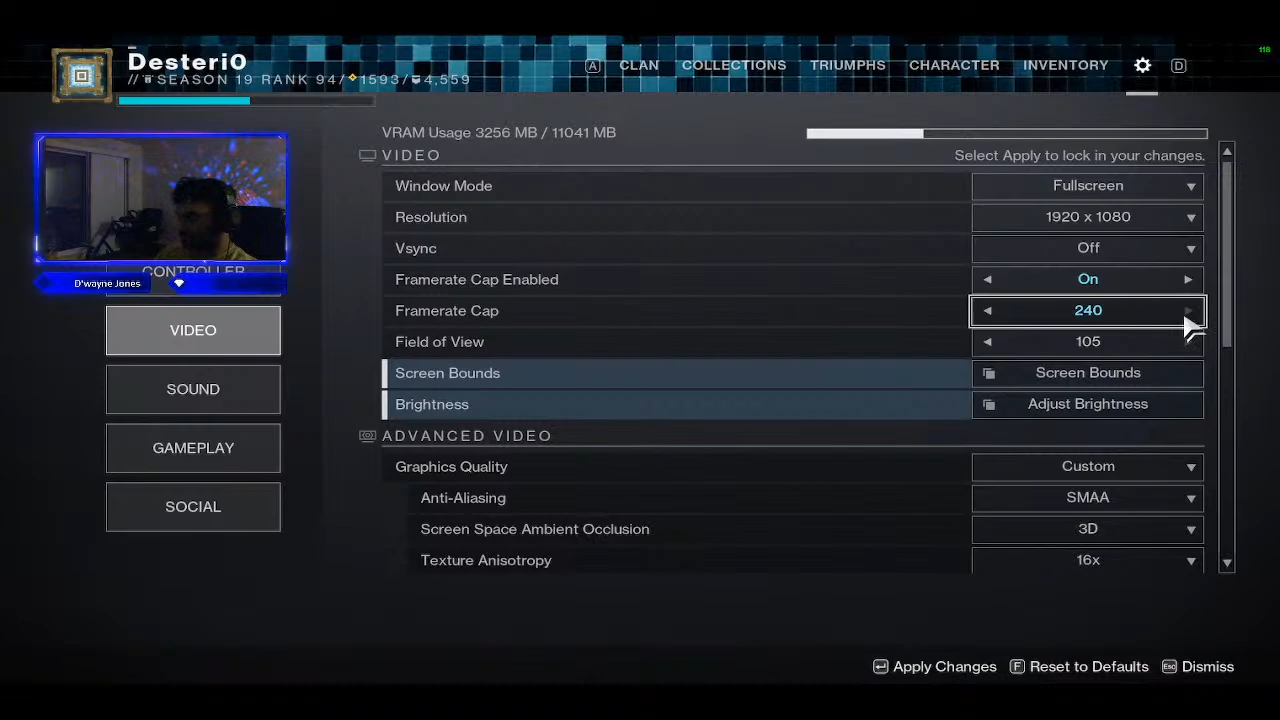 Desteri0
// SEASON 19 RANK 94/ 1593/ 4,559
A CLAN COLLECTIONS TRIUMPHS CHARACTER INVENTORY D
118
VRAM Usage 3256 MB / 11041 MB
VIDEO
Select Apply to lock in your changes.
Window Mode Fullscreen
Resolution 1920 x 1080
Vsync Off
Framerate Cap Enabled On
Framerate Cap 240
Field of View 105
Screen Bounds Screen Bounds
Brightness Adjust Brightness
ADVANCED VIDEO
Graphics Quality Custom
Anti-Aliasing SMAA
Screen Space Ambient Occlusion 3D
Texture Anisotropy 16x
CONTROLLER
D'wayne Jones
VIDEO
SOUND
GAMEPLAY
SOCIAL
Apply Changes F Reset to Defaults Esc Dismiss